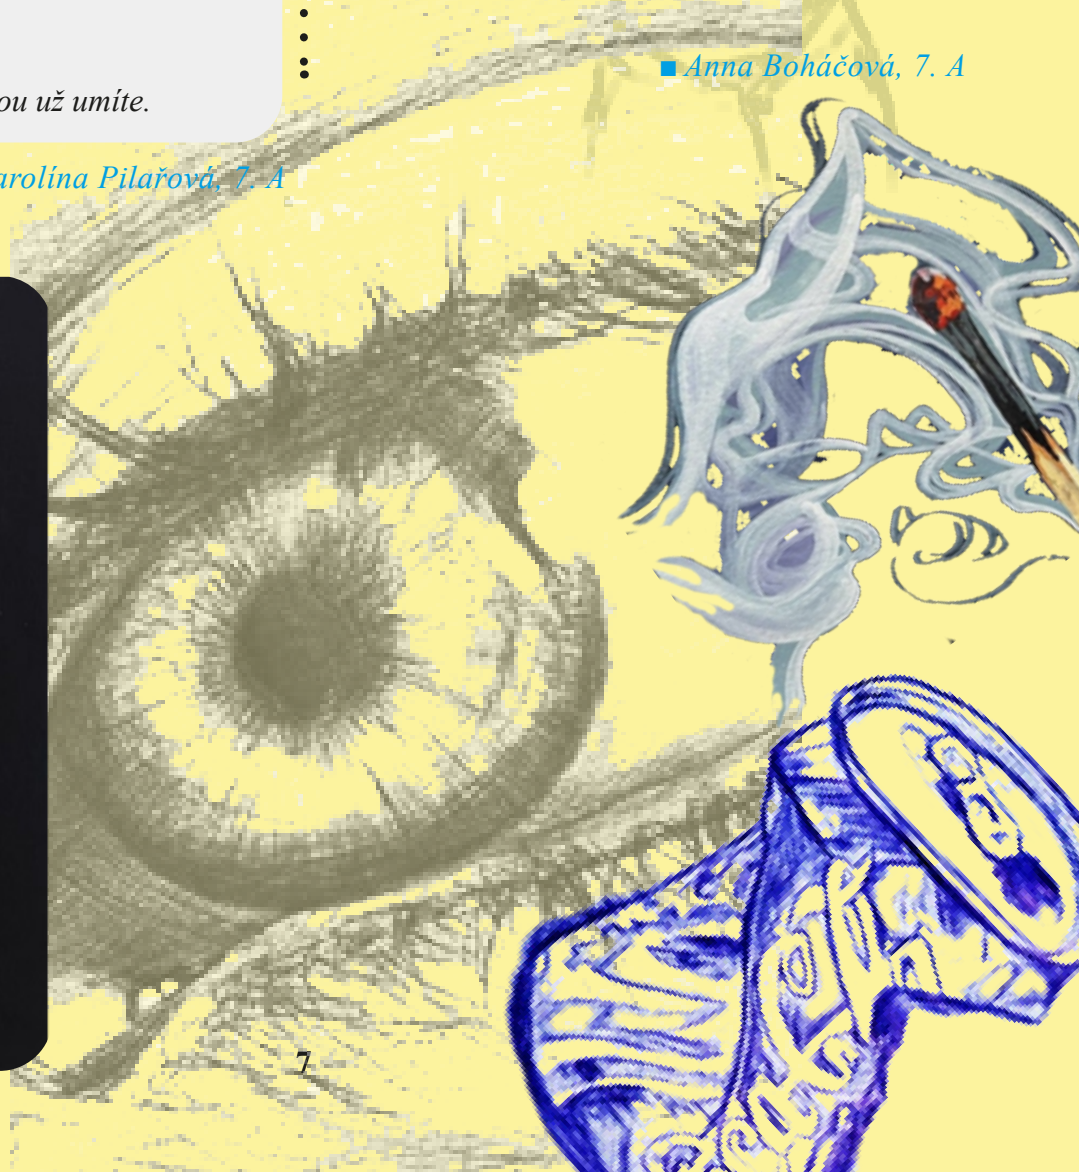 ou už umíte.
arolína Pilařová, 7. A
■ Anna Boháčová, 7. A
7